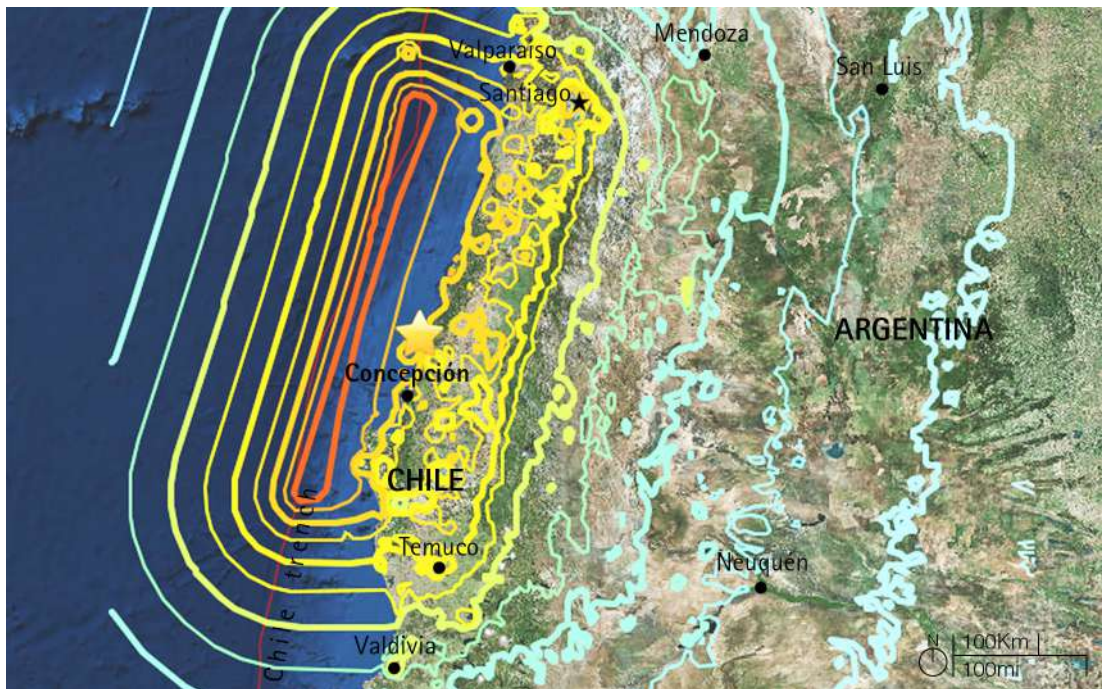 Mendoza
Valparaíso
San Luis
Santiago
ARGENTINA
Concepción
CHILE
Chile trench
Temuco
Neuquén
Valdivia
N
100Km
100mi